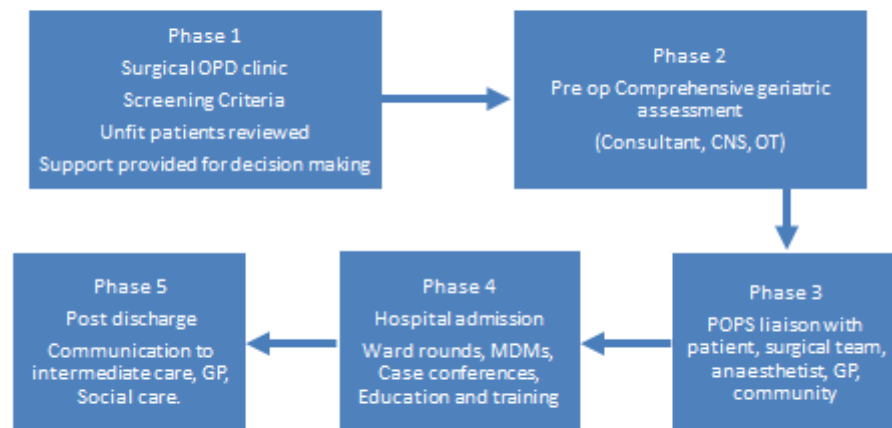 Phase 1
Surgical OPD clinic
Screening Criteria
Unfit patients reviewed
Support provided for decision making
Phase 2
Pre op Comprehensive geriatric
assessment
(Consultant, CNS, OT)
Phase 3
POPS liaison with
patient, surgical team,
anaesthetist, GP,
community
Phase 4
Hospital admission
Ward rounds, MDMs,
Case conferences,
Education and training
Phase 5
Post discharge
Communication to
intermediate care, GP,
Social care.